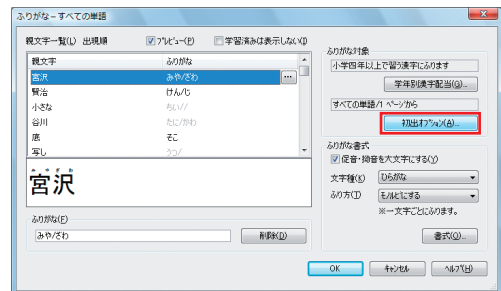 ふりがな－すべての単語
親文字一覧(L) 出現順 プレビュー(P) 学習済みは表示しない(I)
親文字 ふりがな
宮沢 みや/ざわ ...
賢治 けん/じ
小さな ちい//
谷川 たに/がわ
底 そこ
写し うつ/
宮沢
ふりがな(F)
みや/ざわ 削除(D)
ふりがな対象
小学四年以上で習う漢字にふります
学年別漢字配当(G)...
すべての単語/1 ページから
初出オプション(A)...
ふりがな書式
促音・拗音を大文字にする(Y)
文字種(K) ひらがな
ふり方(T) モノルビにする
※一文字ごとにふります。
書式(O)...
OK キャンセル ヘルプ(H)